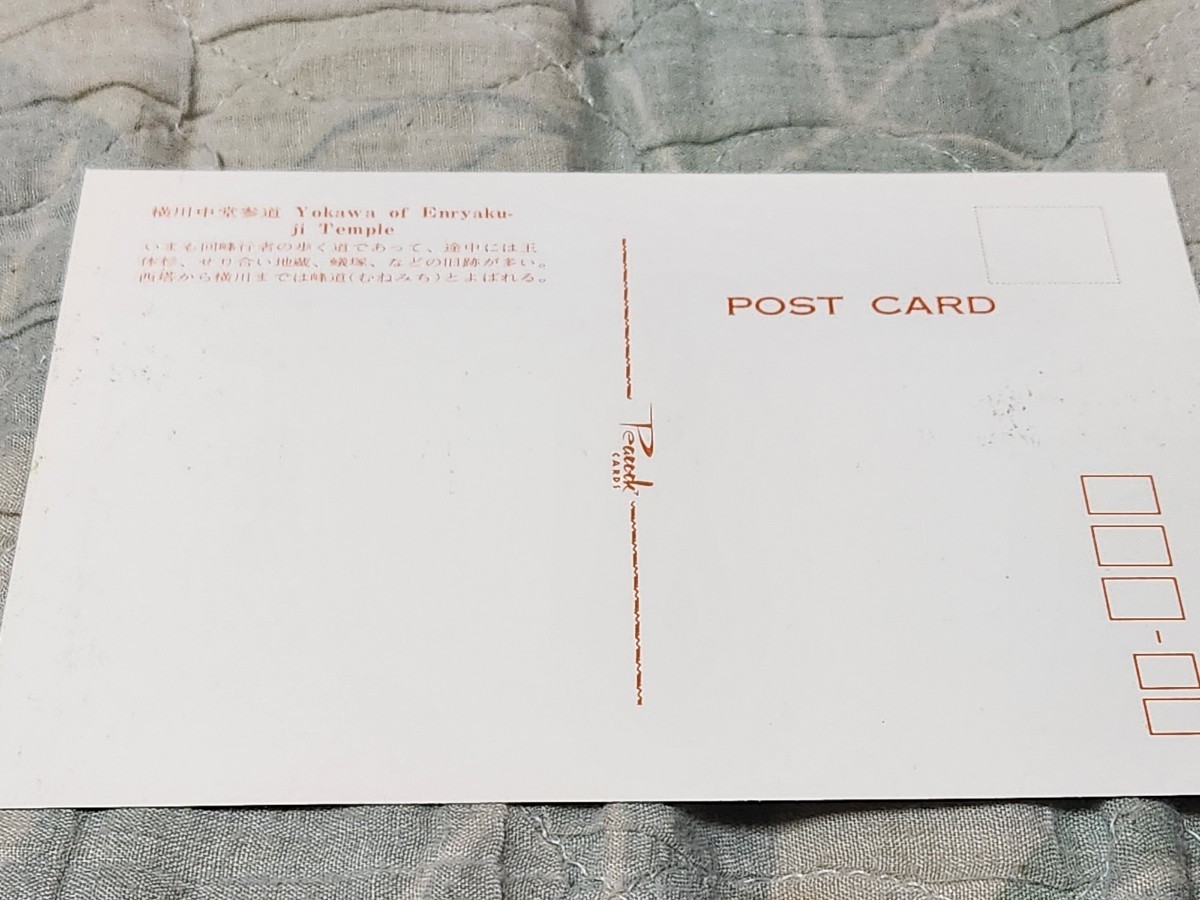 横川中堂参道 Yokawa of Enryaku-
ji Temple
いまも回峰行者の歩く道であって、途中には玉
体杉、せり合い地蔵、蟻塚、などの旧跡が多い。
西塔から横川までは峰道(むねみち)とよばれる。
POST CARD
Peacock
CARDS